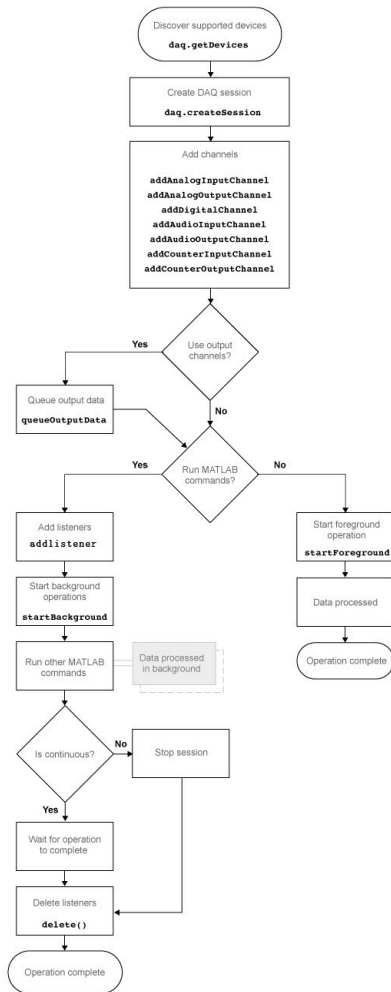 Discover supported devices
daq.getDevices
Create DAQ session
daq.createSession
Add channels
addAnalogInputChannel
addAnalogOutputChannel
addDigitalChannel
addAudioInputChannel
addAudioOutputChannel
addCounterInputChannel
addCounterOutputChannel
Yes
Use output
channels?
Queue output data
queueOutputData
No
Yes
Run MATLAB
commands?
No
Add listeners
addlistener
Start foreground
operation
startForeground
Start background
operations
startBackground
Data processed
Run other MATLAB
commands
Data processed
in background
Operation complete
Is continuous?
No
Stop session
Yes
Wait for operation
to complete
Delete listeners
delete()
Operation complete